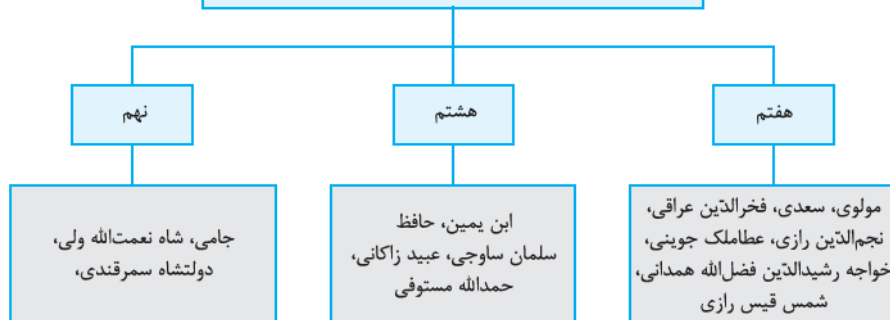 هفتم
هشتم
نهم
مولوی، سعدی، فخرالدّین عراقی،
نجم‌الدّین رازی، عطاملک جوینی،
خواجه رشیدالدّین فضل‌الله همدانی،
شمس قیس رازی
ابن یمین، حافظ
سلمان ساوجی، عبید زاکانی،
حمدالله مستوفی
جامی، شاه نعمت‌الله ولی،
دولتشاه سمرقندی،